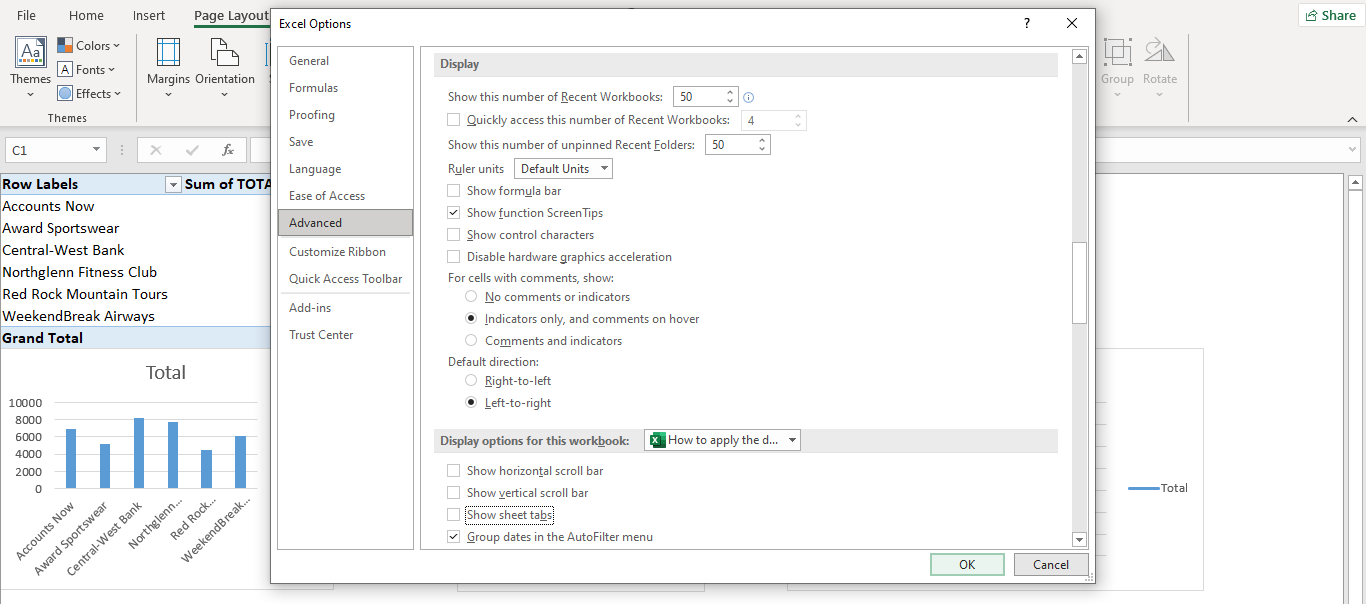 File Home Insert Page Layout
Share
Themes
Colors
Fonts
Effects
Themes
Margins
Orientation
Group
Rotate
C1
fx
Row Labels Sum of TOTA
Accounts Now
Award Sportswear
Central-West Bank
Northglenn Fitness Club
Red Rock Mountain Tours
WeekendBreak Airways
Grand Total
Total
10000
8000
6000
4000
2000
0
Accounts Now
Award Sportswear
Central-West Bank
Northglenn...
Red Rock...
WeekendBreak...
Excel Options
?
General
Formulas
Proofing
Save
Language
Ease of Access
Advanced
Customize Ribbon
Quick Access Toolbar
Add-ins
Trust Center
Display
Show this number of Recent Workbooks: 50
Quickly access this number of Recent Workbooks: 4
Show this number of unpinned Recent Folders: 50
Ruler units Default Units
Show formula bar
Show function ScreenTips
Show control characters
Disable hardware graphics acceleration
For cells with comments, show:
No comments or indicators
Indicators only, and comments on hover
Comments and indicators
Default direction:
Right-to-left
Left-to-right
Display options for this workbook: How to apply the d...
Show horizontal scroll bar
Show vertical scroll bar
Show sheet tabs
Group dates in the AutoFilter menu
OK Cancel
Total